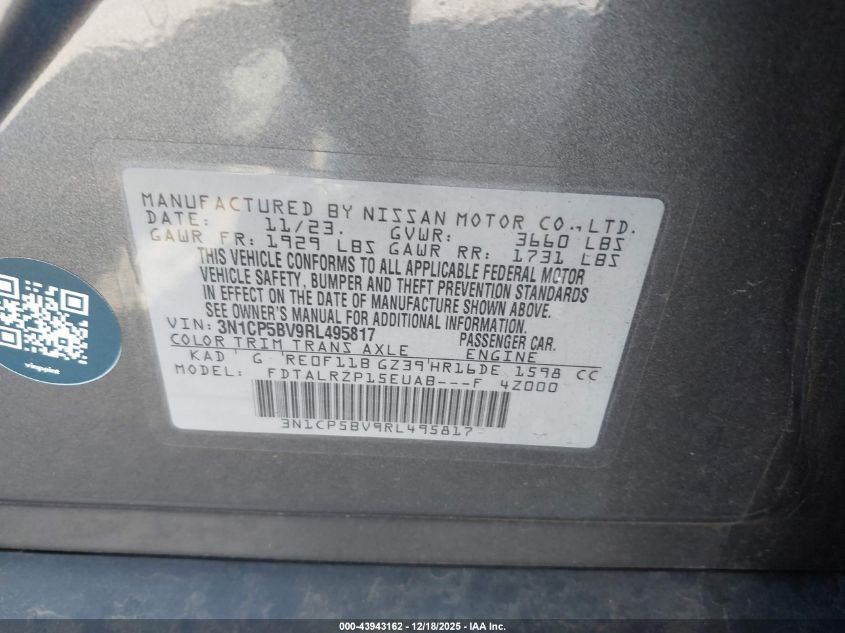 MANUFACTURED BY NISSAN MOTOR CO., LTD.
DATE: 11/23. GVWR: 3660 LBS
GAWR FR: 1929 LBS GAWR RR: 1731 LBS
THIS VEHICLE CONFORMS TO ALL APPLICABLE FEDERAL MOTOR
VEHICLE SAFETY, BUMPER AND THEFT PREVENTION STANDARDS
IN EFFECT ON THE DATE OF MANUFACTURE SHOWN ABOVE.
SEE OWNER'S MANUAL FOR ADDITIONAL INFORMATION.
VIN: 3N1CP5BV9RL495817 PASSENGER CAR.
COLOR TRIM TRANS AXLE ENGINE
KAD G RE0F11B GZ39 HR16DE 1598 CC
MODEL: FDTALRZP15EUAB---F 4Z000
3N1CP5BV9RL495817
000-43943162 • 12/18/2025 • IAA Inc.